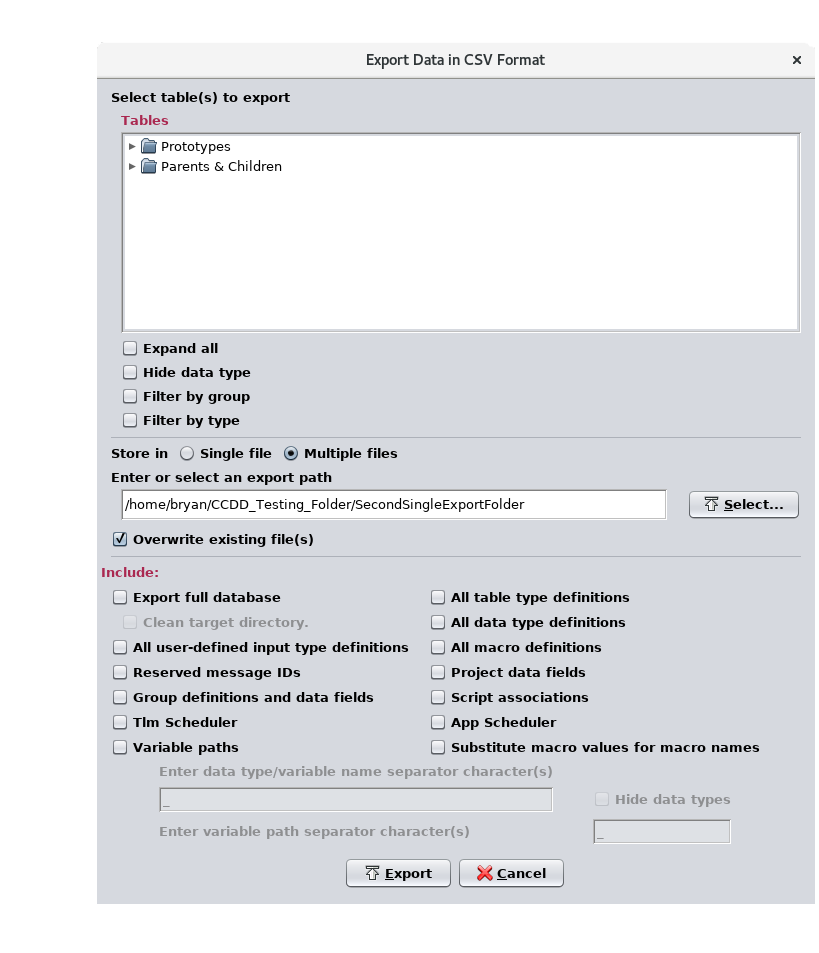 Export Data in CSV Format
Select table(s) to export
Tables
Prototypes
Parents & Children
Expand all
Hide data type
Filter by group
Filter by type
Store in Single file Multiple files
Enter or select an export path
/home/bryan/CCDD_Testing_Folder/SecondSingleExportFolder Select...
Overwrite existing file(s)
Include:
Export full database All table type definitions
Clean target directory. All data type definitions
All user-defined input type definitions All macro definitions
Reserved message IDs Project data fields
Group definitions and data fields Script associations
Tlm Scheduler App Scheduler
Variable paths Substitute macro values for macro names
Enter data type/variable name separator character(s)
_ Hide data types
Enter variable path separator character(s) _
Export Cancel